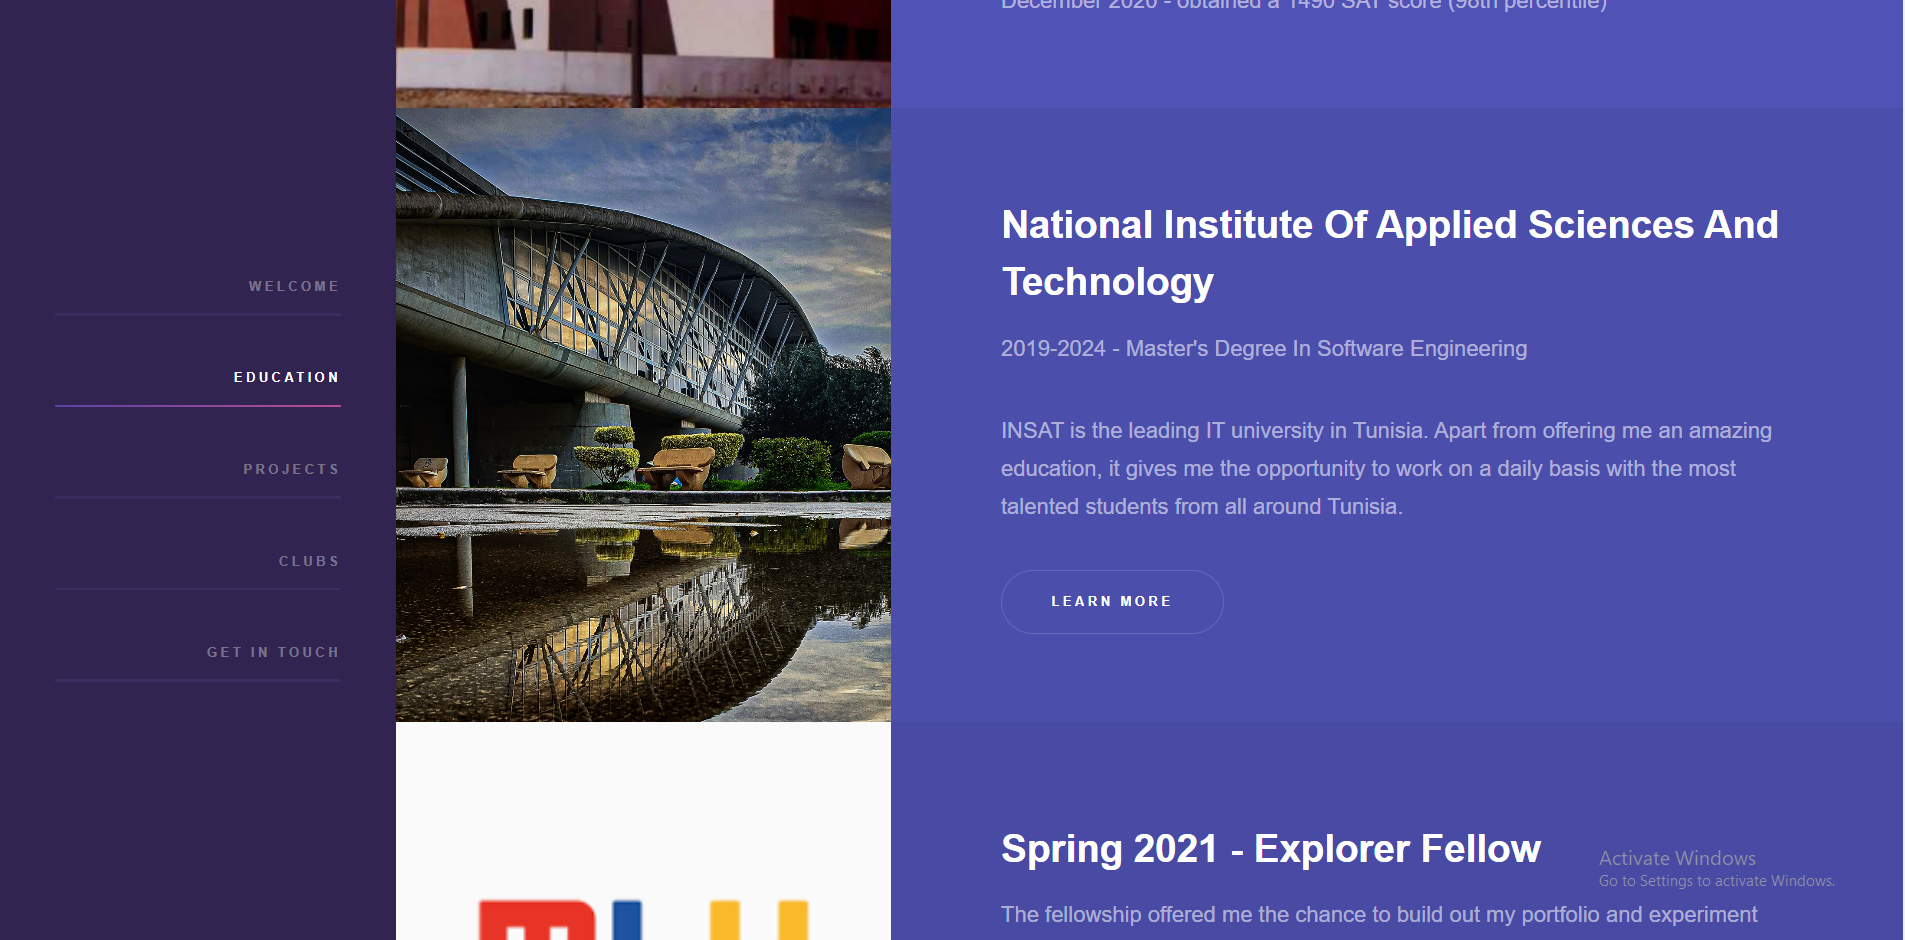 December 2020 - obtained a 1490 SAT score (98th percentile)
WELCOME
EDUCATION
PROJECTS
CLUBS
GET IN TOUCH
National Institute Of Applied Sciences And
Technology
2019-2024 - Master's Degree In Software Engineering
INSAT is the leading IT university in Tunisia. Apart from offering me an amazing
education, it gives me the opportunity to work on a daily basis with the most
talented students from all around Tunisia.
LEARN MORE
Spring 2021 - Explorer Fellow
The fellowship offered me the chance to build out my portfolio and experiment
Activate Windows
Go to Settings to activate Windows.